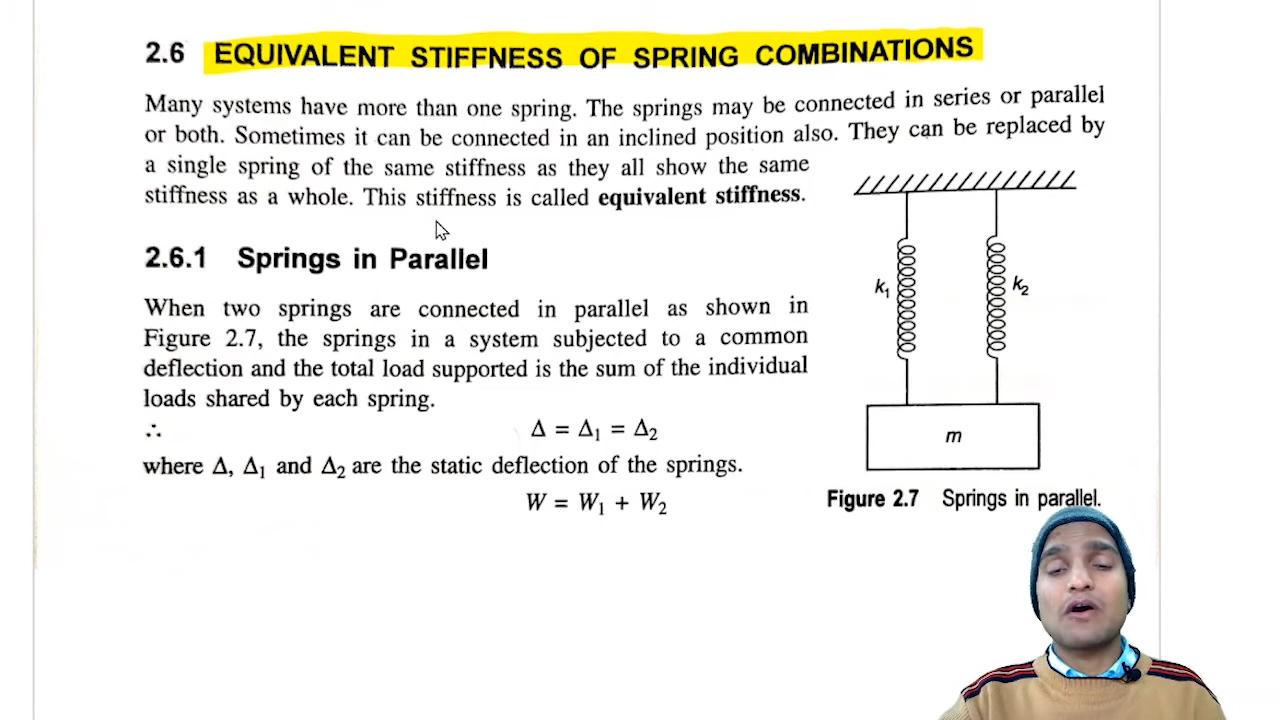 2.6 EQUIVALENT STIFFNESS OF SPRING COMBINATIONS
Many systems have more than one spring. The springs may be connected in series or parallel
or both. Sometimes it can be connected in an inclined position also. They can be replaced by
a single spring of the same stiffness as they all show the same
stiffness as a whole. This stiffness is called equivalent stiffness.
2.6.1 Springs in Parallel
When two springs are connected in parallel as shown in
Figure 2.7, the springs in a system subjected to a common
deflection and the total load supported is the sum of the individual
loads shared by each spring.
∴ Δ = Δ₁ = Δ₂
where Δ, Δ₁ and Δ₂ are the static deflection of the springs.
W = W₁ + W₂
k₁
k₂
m
Figure 2.7 Springs in parallel.